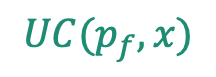 UC(p_f, x)